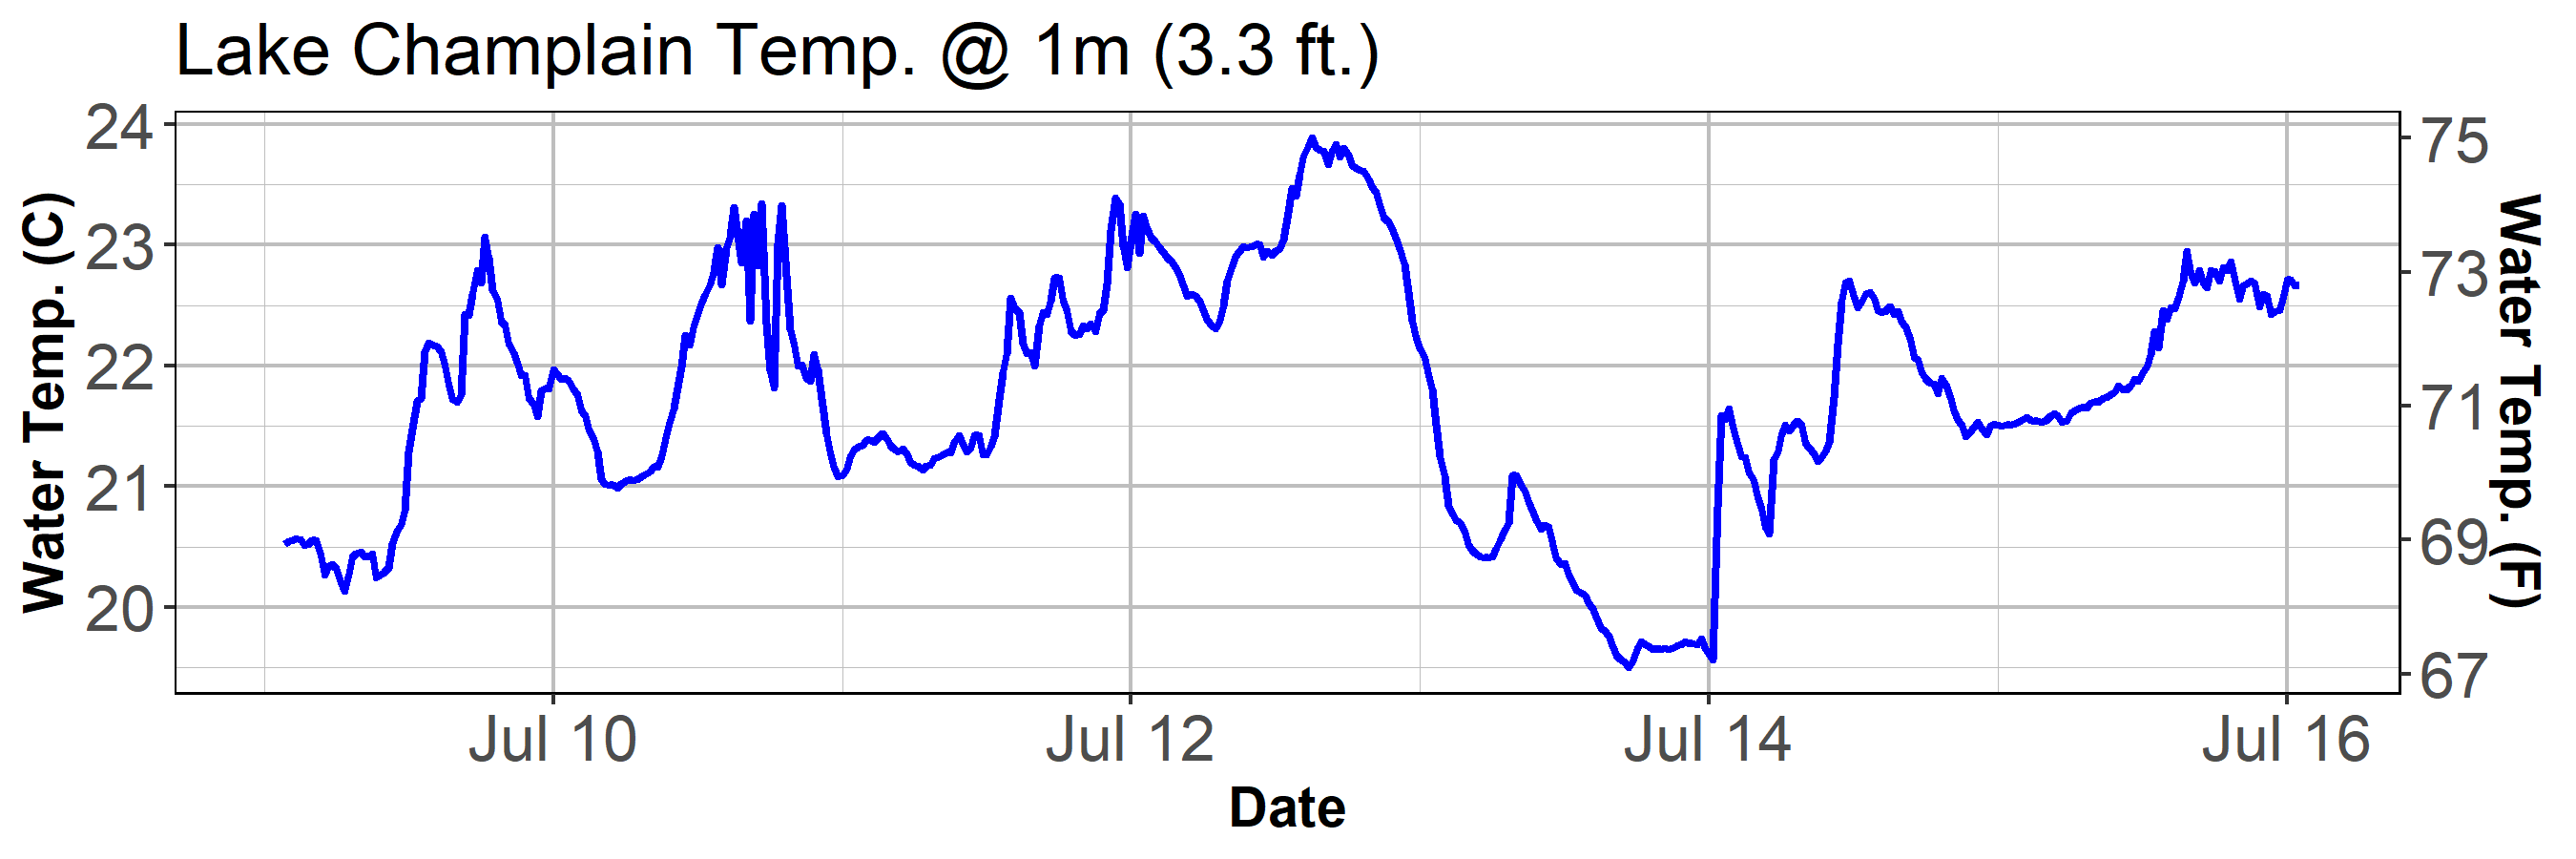 Lake Champlain Temp. @ 1m (3.3 ft.)
Water Temp. (C)
24
23
22
21
20
75
73
71
69
67
Water Temp. (F)
Jul 10 Jul 12 Jul 14 Jul 16
Date